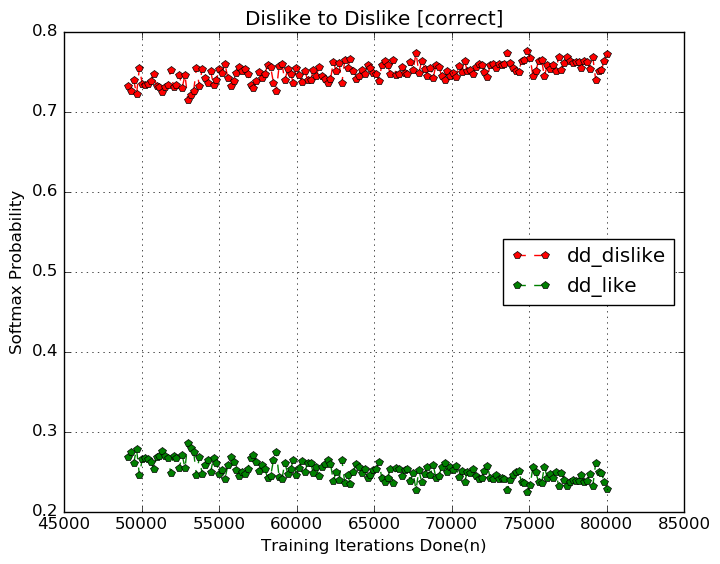 Dislike to Dislike [correct]
0.8
0.7
0.6
0.5
0.4
0.3
0.2
Softmax Probability
dd_dislike
dd_like
45000 50000 55000 60000 65000 70000 75000 80000 85000
Training Iterations Done(n)